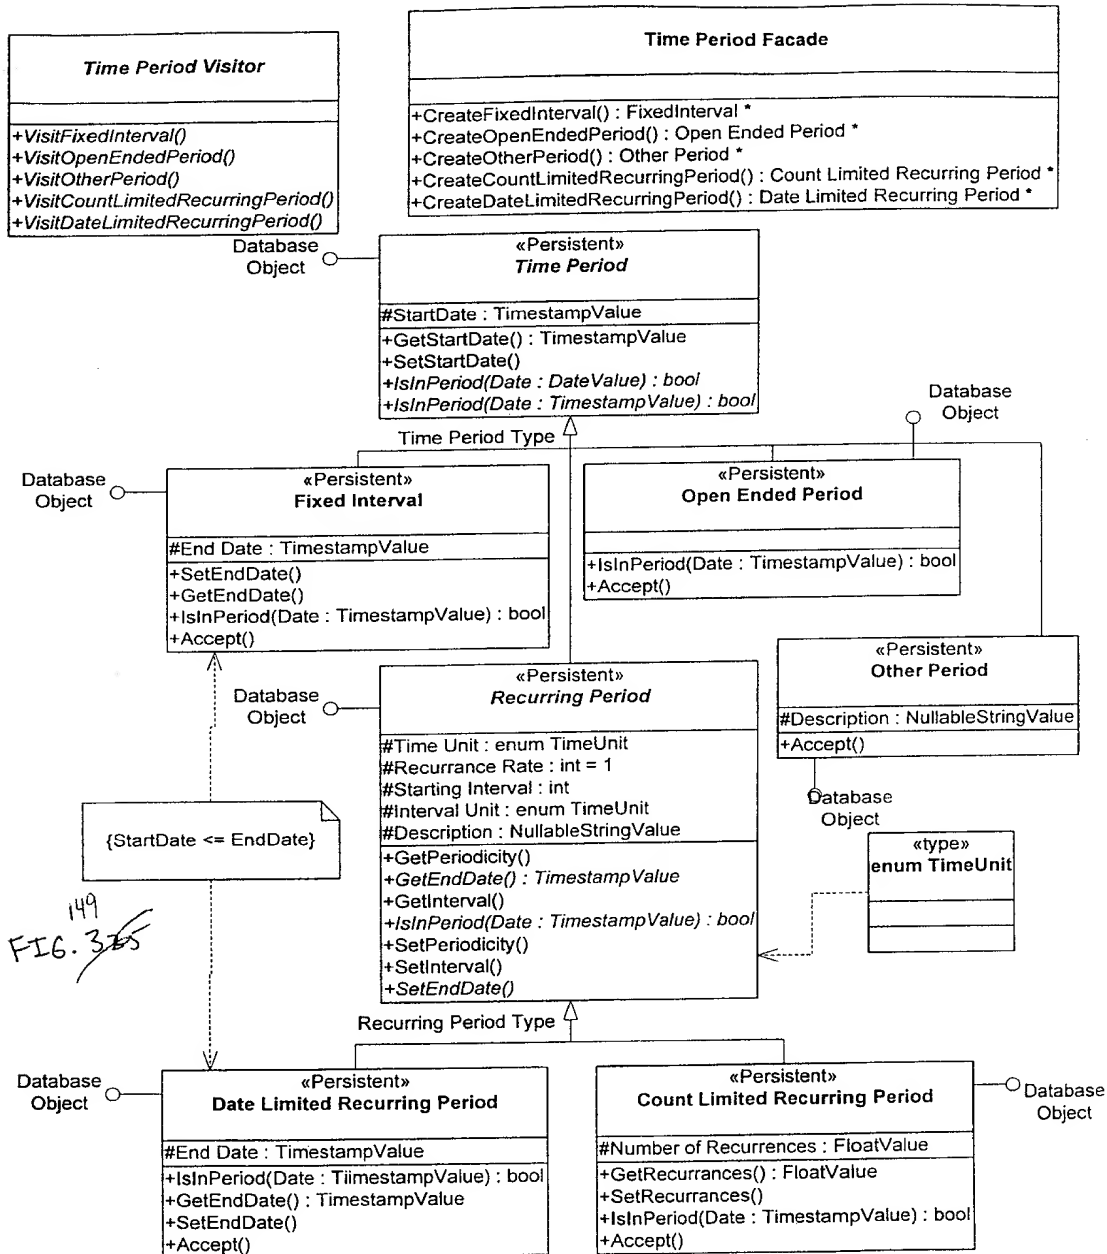 Time Period Visitor
+VisitFixedInterval()
+VisitOpenEndedPeriod()
+VisitOtherPeriod()
+VisitCountLimitedRecurringPeriod()
+VisitDateLimitedRecurringPeriod()
Time Period Facade
+CreateFixedInterval() : FixedInterval *
+CreateOpenEndedPeriod() : Open Ended Period *
+CreateOtherPeriod() : Other Period *
+CreateCountLimitedRecurringPeriod() : Count Limited Recurring Period *
+CreateDateLimitedRecurringPeriod() : Date Limited Recurring Period *
Database
Object
«Persistent»
Time Period
#StartDate : TimestampValue
+GetStartDate() : TimestampValue
+SetStartDate()
+IsInPeriod(Date : DateValue) : bool
+IsInPeriod(Date : TimestampValue) : bool
Time Period Type
Database
Object
Database
Object
«Persistent»
Fixed Interval
#End Date : TimestampValue
+SetEndDate()
+GetEndDate()
+IsInPeriod(Date : TimestampValue) : bool
+Accept()
«Persistent»
Open Ended Period
+IsInPeriod(Date : TimestampValue) : bool
+Accept()
«Persistent»
Other Period
#Description : NullableStringValue
+Accept()
Database
Object
Database
Object
«Persistent»
Recurring Period
#Time Unit : enum TimeUnit
#Recurrance Rate : int = 1
#Starting Interval : int
#Interval Unit : enum TimeUnit
#Description : NullableStringValue
+GetPeriodicity()
+GetEndDate() : TimestampValue
+GetInterval()
+IsInPeriod(Date : TimestampValue) : bool
+SetPeriodicity()
+SetInterval()
+SetEndDate()
{StartDate <= EndDate}
«type»
enum TimeUnit
149
FIG.
Recurring Period Type
Database
Object
«Persistent»
Date Limited Recurring Period
#End Date : TimestampValue
+IsInPeriod(Date : TiimestampValue) : bool
+GetEndDate() : TimestampValue
+SetEndDate()
+Accept()
«Persistent»
Count Limited Recurring Period
#Number of Recurrences : FloatValue
+GetRecurrances() : FloatValue
+SetRecurrances()
+IsInPeriod(Date : TimestampValue) : bool
+Accept()
Database
Object